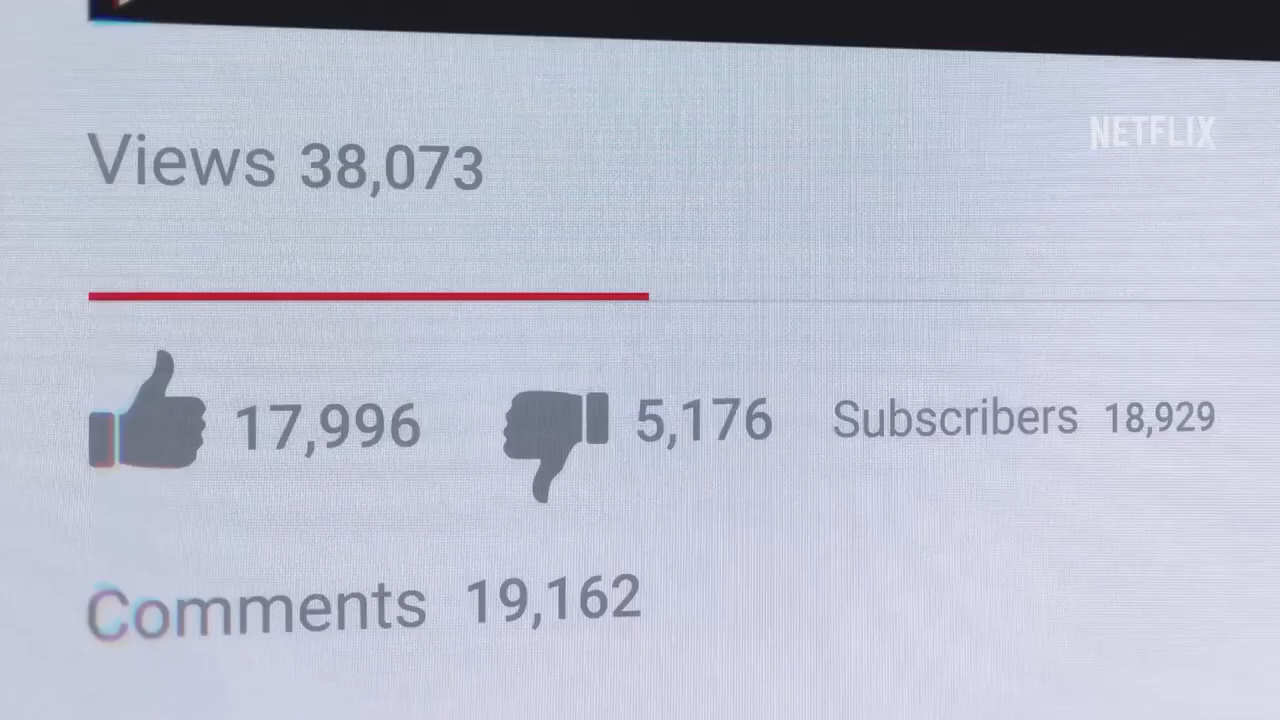 NETFLIX
Views 38,073
17,996 5,176 Subscribers 18,929
Comments 19,162